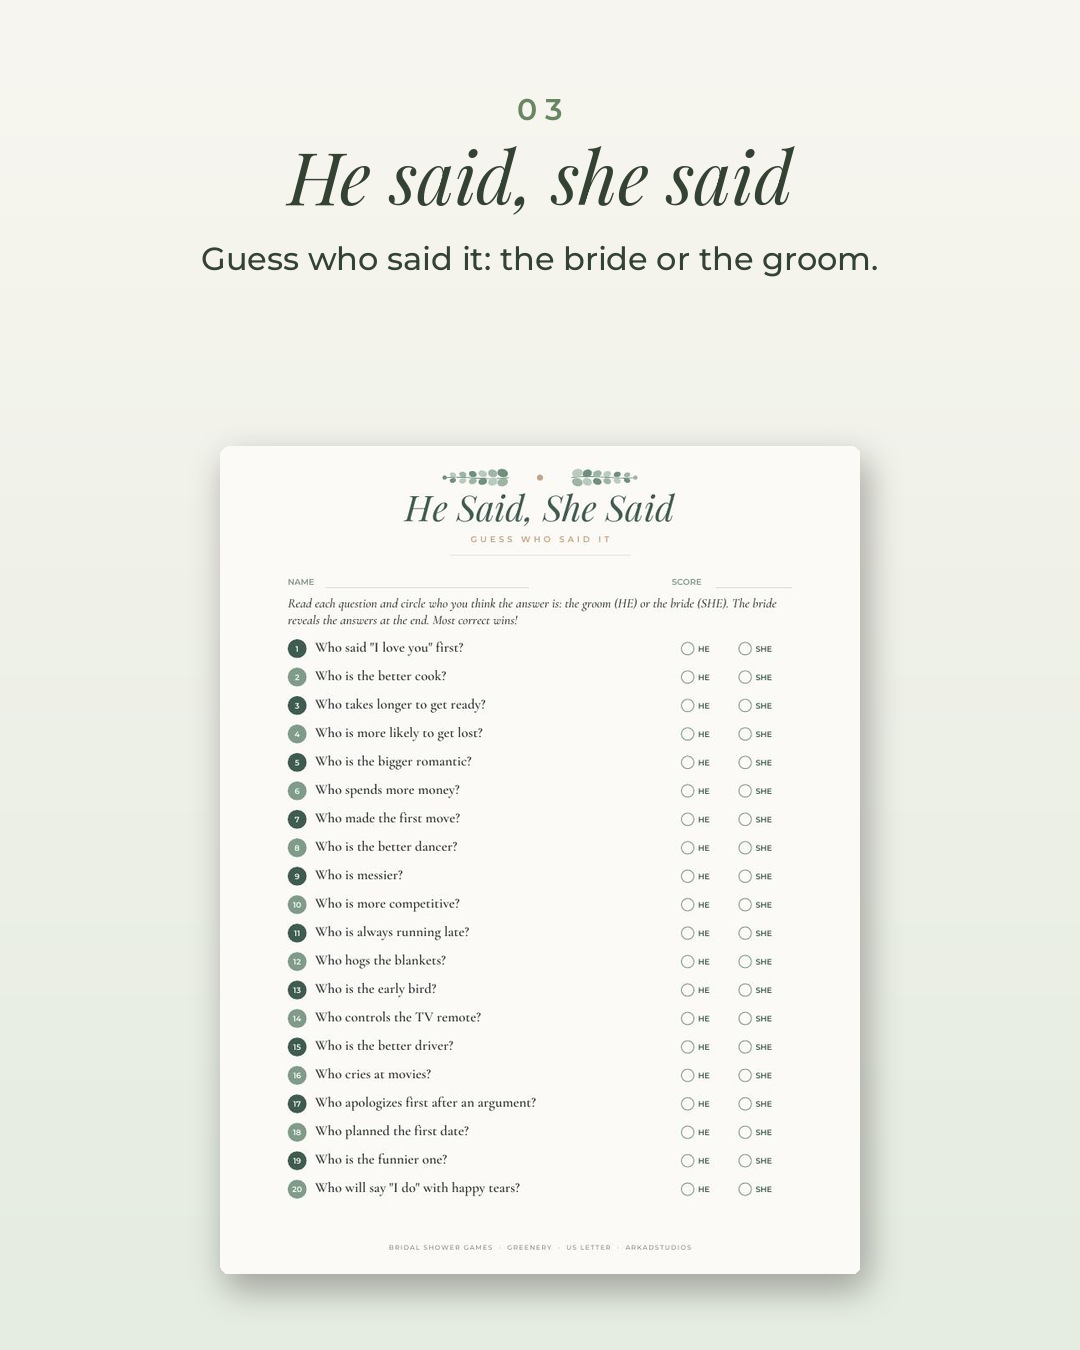 03
He said, she said
Guess who said it: the bride or the groom.
He Said, She Said
GUESS WHO SAID IT
NAME SCORE
Read each question and circle who you think the answer is: the groom (HE) or the bride (SHE). The bride
reveals the answers at the end. Most correct wins!
1 Who said "I love you" first? HE SHE
2 Who is the better cook? HE SHE
3 Who takes longer to get ready? HE SHE
4 Who is more likely to get lost? HE SHE
5 Who is the bigger romantic? HE SHE
6 Who spends more money? HE SHE
7 Who made the first move? HE SHE
8 Who is the better dancer? HE SHE
9 Who is messier? HE SHE
10 Who is more competitive? HE SHE
11 Who is always running late? HE SHE
12 Who hogs the blankets? HE SHE
13 Who is the early bird? HE SHE
14 Who controls the TV remote? HE SHE
15 Who is the better driver? HE SHE
16 Who cries at movies? HE SHE
17 Who apologizes first after an argument? HE SHE
18 Who planned the first date? HE SHE
19 Who is the funnier one? HE SHE
20 Who will say "I do" with happy tears? HE SHE
BRIDAL SHOWER GAMES · GREENERY · US LETTER · ARKADSTUDIOS